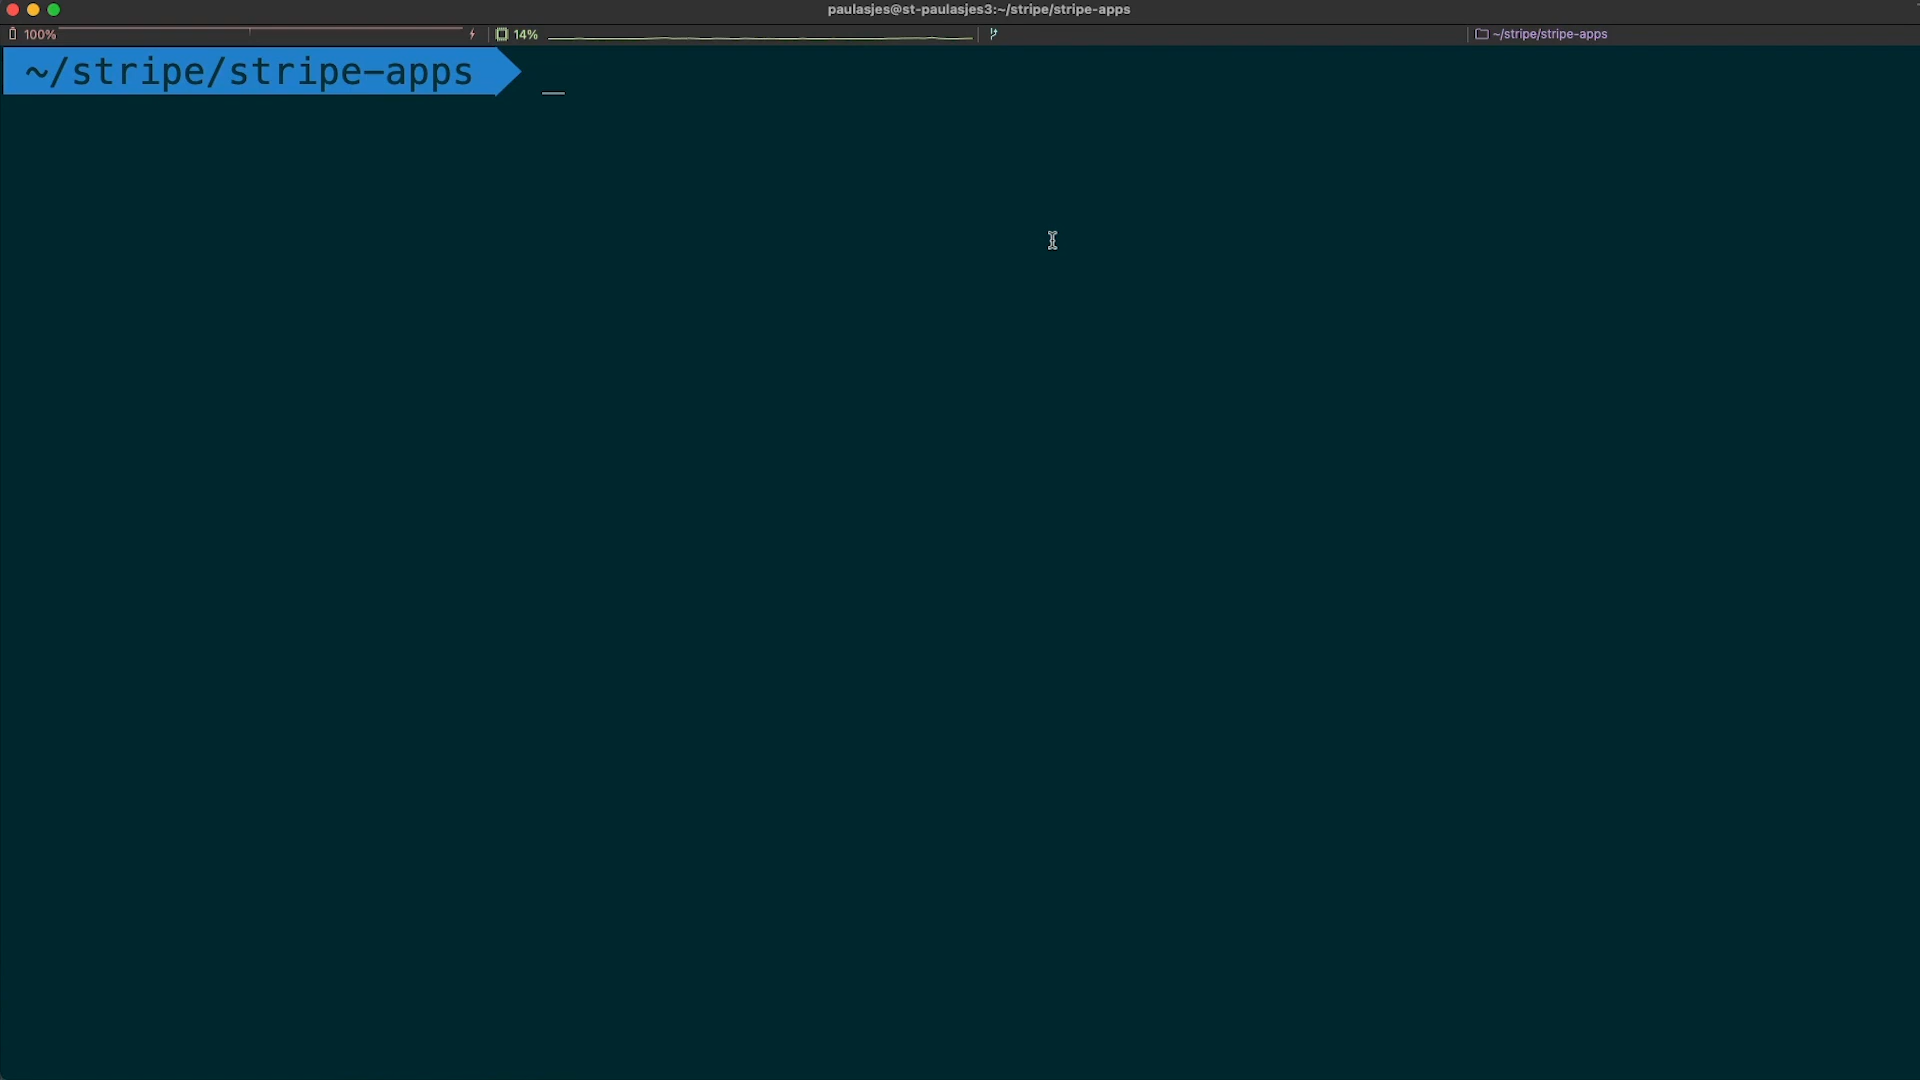 paulasjes@st-paulasjes3:~/stripe/stripe-apps
100% 14% ~/stripe/stripe-apps
~/stripe/stripe-apps